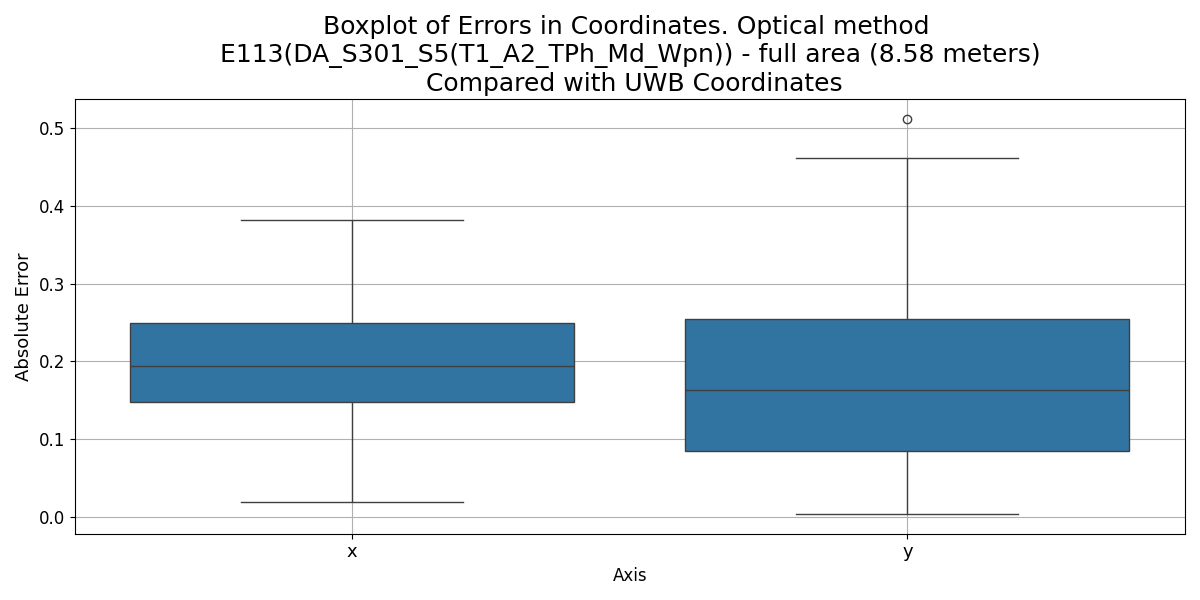 Boxplot of Errors in Coordinates. Optical method
E113(DA_S301_S5(T1_A2_TPh_Md_Wpn)) - full area (8.58 meters)
Compared with UWB Coordinates
Absolute Error
0.5
0.4
0.3
0.2
0.1
0.0
x
y
Axis